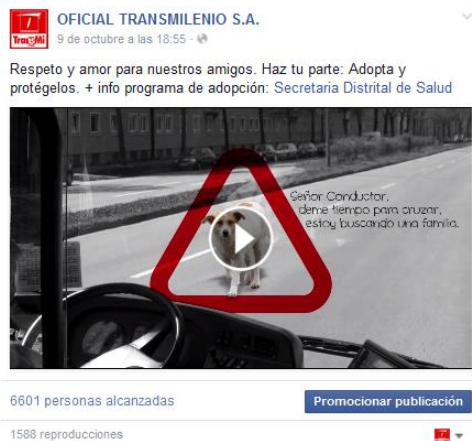 OFICIAL TRANSMILENIO S.A.
9 de octubre a las 18:55 ·
Respeto y amor para nuestros amigos. Haz tu parte: Adopta y
protégelos. + info programa de adopción: Secretaria Distrital de Salud
Señor Conductor,
deme tiempo para cruzar,
estoy buscando una familia.
6601 personas alcanzadas
Promocionar publicación
1588 reproducciones